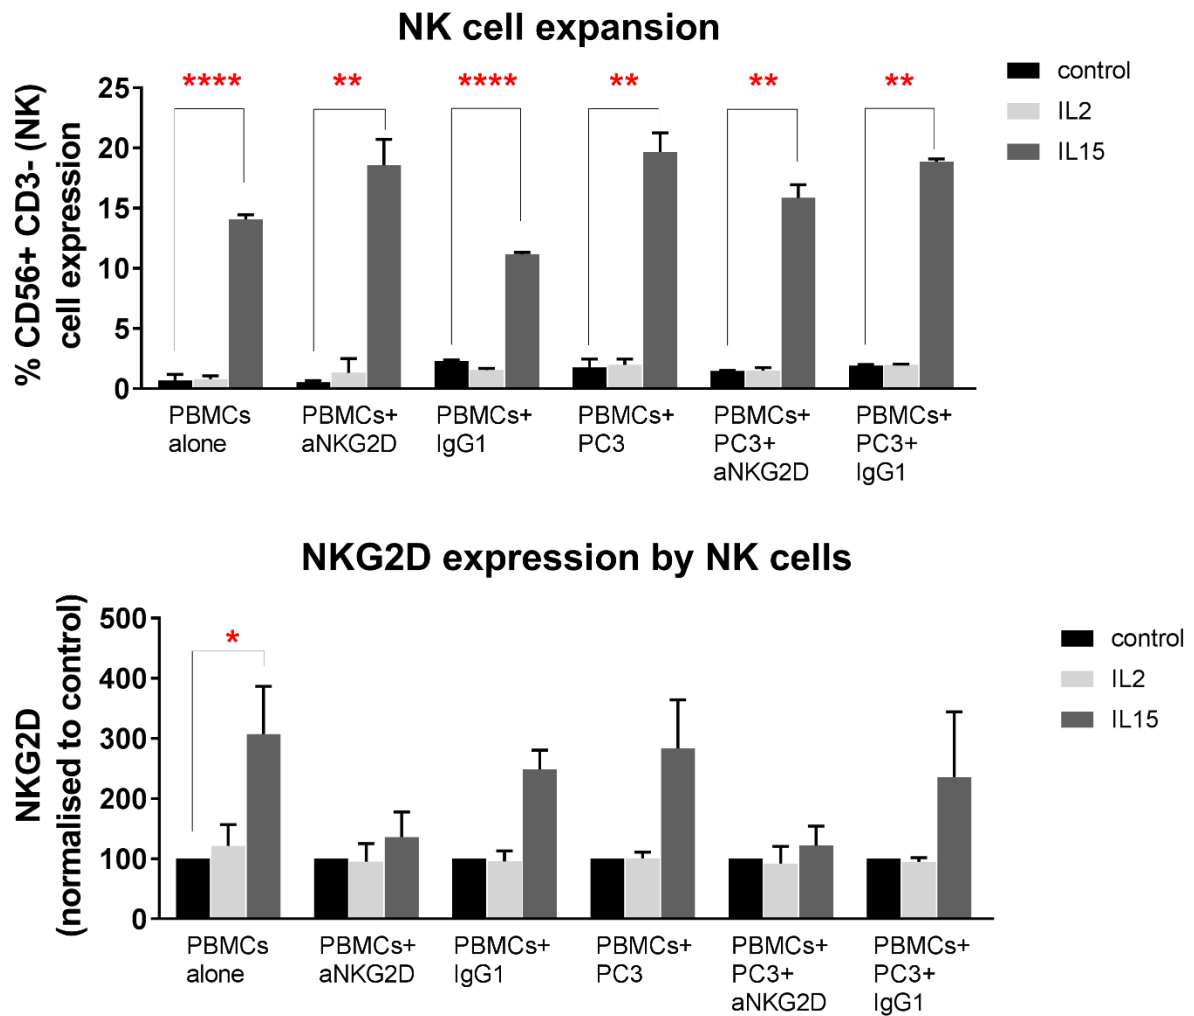 NK cell expansion
% CD56+ CD3- (NK)
cell expression
25
20
15
10
5
0
**** ** **** ** ** **
control
IL2
IL15
PBMCs
alone
PBMCs+
aNKG2D
PBMCs+
IgG1
PBMCs+
PC3
PBMCs+
PC3+
aNKG2D
PBMCs+
PC3+
IgG1
NKG2D expression by NK cells
NKG2D
(normalised to control)
500
400
300
200
100
0
*
control
IL2
IL15
PBMCs
alone
PBMCs+
aNKG2D
PBMCs+
IgG1
PBMCs+
PC3
PBMCs+
PC3+
aNKG2D
PBMCs+
PC3+
IgG1